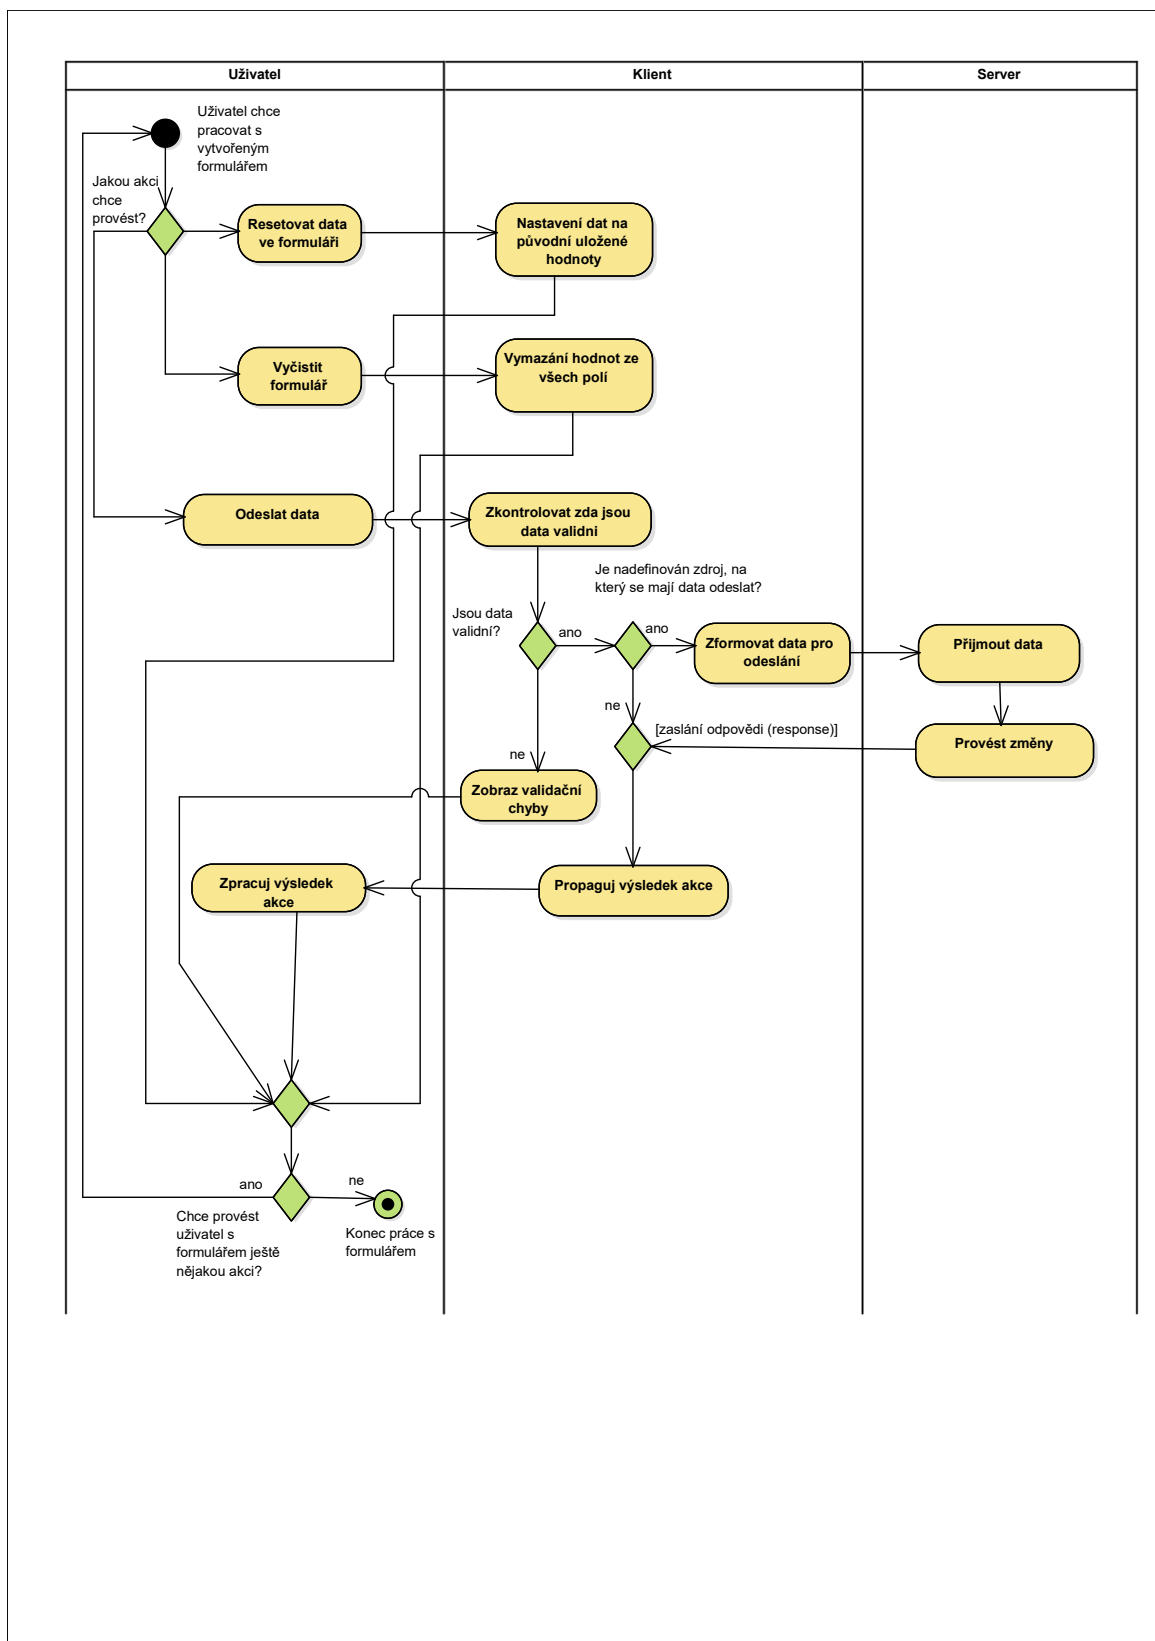 Uživatel
Klient
Server
Uživatel chce
pracovat s
vytvořeným
formulářem
Jakou akci
chce
provést?
Resetovat data
ve formuláři
Nastavení dat na
původní uložené
hodnoty
Vyčistit
formulář
Vymazání hodnot ze
všech polí
Odeslat data
Zkontrolovat zda jsou
data validni
Je nadefinován zdroj, na
který se mají data odeslat?
Jsou data
validní?
ano
ano
Zformovat data pro
odeslání
Přijmout data
ne
[zaslání odpovědi (response)]
Provést změny
ne
Zobraz validační
chyby
Zpracuj výsledek
akce
Propaguj výsledek akce
ano
ne
Chce provést
uživatel s
formulářem ještě
nějakou akci?
Konec práce s
formulářem